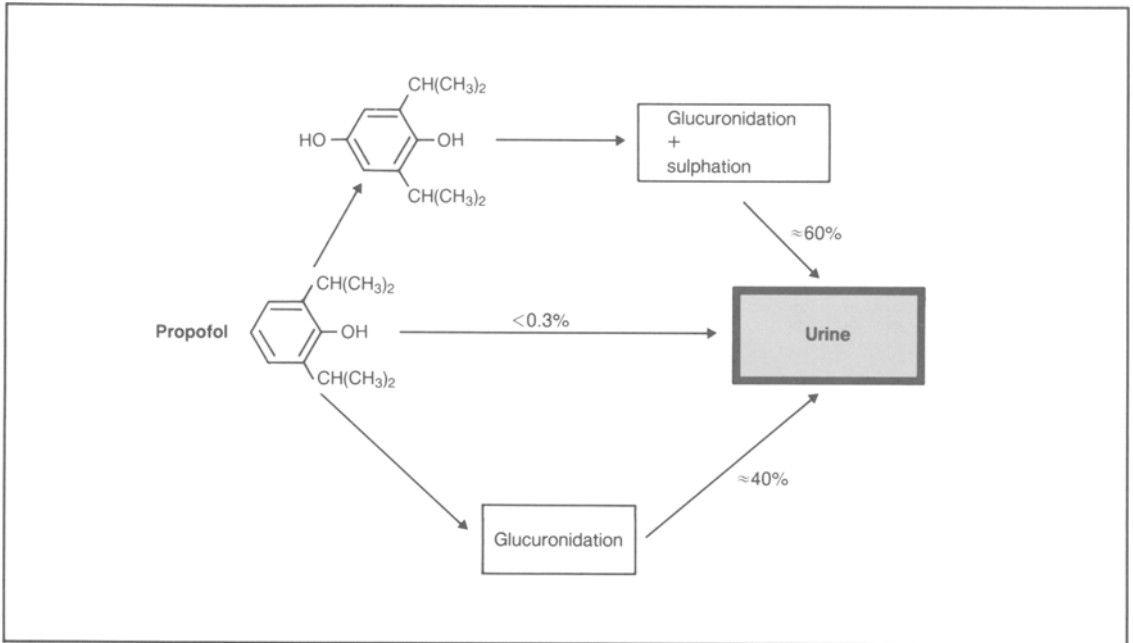 CH(CH₃)₂
HO
OH
CH(CH₃)₂
Glucuronidation
+
sulphation
≈60%
CH(CH₃)₂
Propofol
OH
<0.3%
Urine
CH(CH₃)₂
≈40%
Glucuronidation